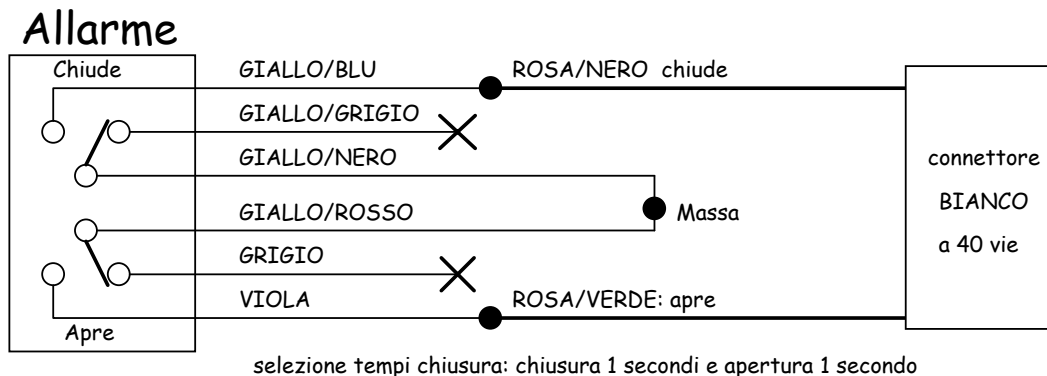 Allarme
Chiude
GIALLO/BLU
ROSA/NERO chiude
GIALLO/GRIGIO
GIALLO/NERO
connettore
BIANCO
a 40 vie
GIALLO/ROSSO
Massa
GRIGIO
VIOLA
ROSA/VERDE: apre
Apre
selezione tempi chiusura: chiusura 1 secondi e apertura 1 secondo